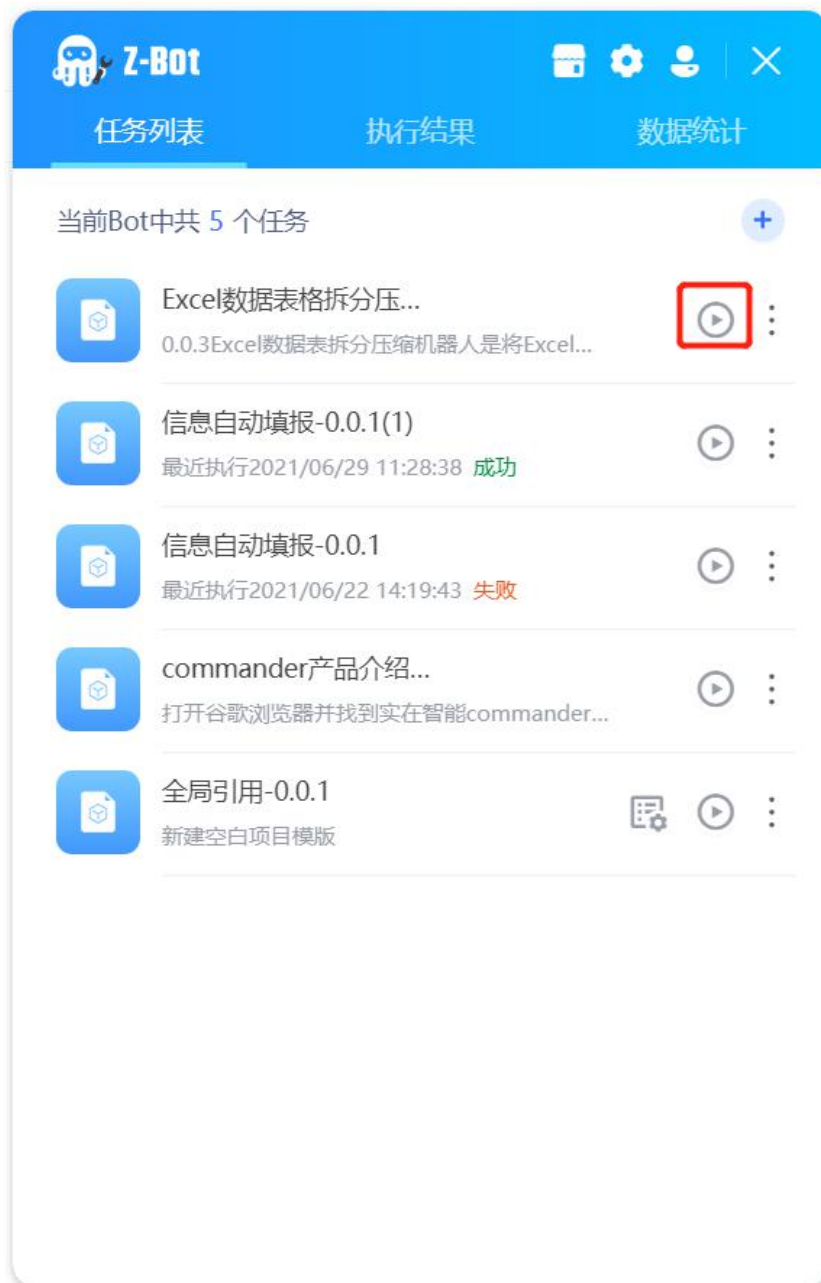 Z-Bot
任务列表 执行结果 数据统计
当前Bot中共 5 个任务
Excel数据表格拆分压...
0.0.3Excel数据表拆分压缩机器人是将Excel...
信息自动填报-0.0.1(1)
最近执行2021/06/29 11:28:38 成功
信息自动填报-0.0.1
最近执行2021/06/22 14:19:43 失败
commander产品介绍...
打开谷歌浏览器并找到实在智能commander...
全局引用-0.0.1
新建空白项目模版